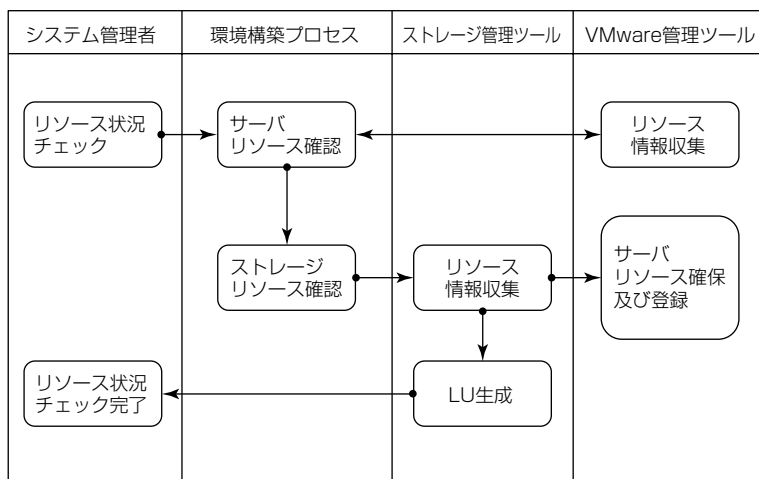 システム管理者
環境構築プロセス
ストレージ管理ツール
VMware管理ツール
リソース状況
チェック
サーバ
リソース確認
リソース
情報収集
ストレージ
リソース確認
リソース
情報収集
サーバ
リソース確保
及び登録
リソース状況
チェック完了
LU生成